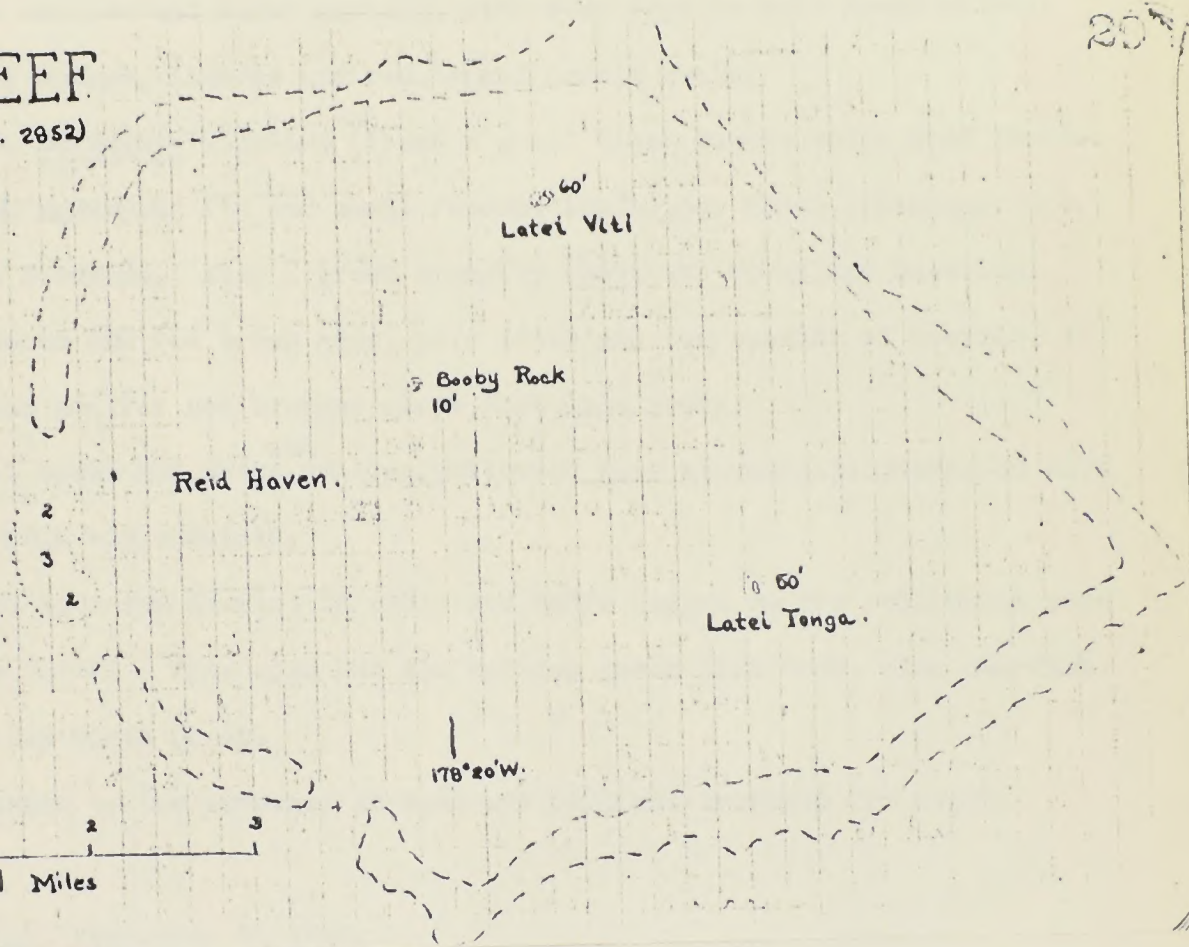 EEF
. 2852)
20
60'
Latei Viti
Booby Rock
10'
Reid Haven.
2
3
2
60'
Latei Tonga.
178°20'W.
2 3
Miles